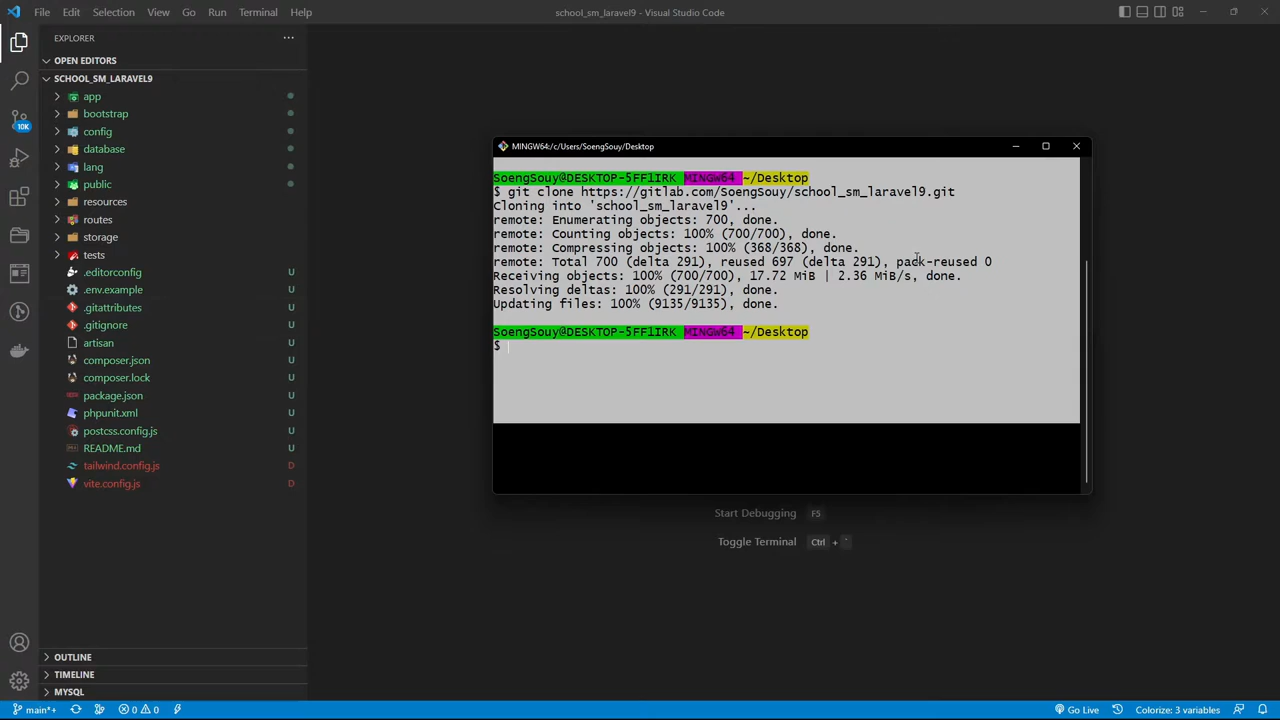 File Edit Selection View Go Run Terminal Help
school_sm_laravel9 - Visual Studio Code
EXPLORER
OPEN EDITORS
SCHOOL_SM_LARAVEL9
app
bootstrap
config
database
lang
public
resources
routes
storage
tests
.editorconfig U
.env.example U
.gitattributes U
.gitignore U
artisan U
composer.json U
composer.lock U
package.json U
phpunit.xml U
postcss.config.js U
README.md U
tailwind.config.js D
vite.config.js D
10K
MINGW64:/c/Users/SoengSouy/Desktop
SoengSouy@DESKTOP-5FF1IRK MINGW64 ~/Desktop
$ git clone https://gitlab.com/SoengSouy/school_sm_laravel9.git
Cloning into 'school_sm_laravel9'...
remote: Enumerating objects: 700, done.
remote: Counting objects: 100% (700/700), done.
remote: Compressing objects: 100% (368/368), done.
remote: Total 700 (delta 291), reused 697 (delta 291), pack-reused 0
Receiving objects: 100% (700/700), 17.72 MiB | 2.36 MiB/s, done.
Resolving deltas: 100% (291/291), done.
Updating files: 100% (9135/9135), done.
SoengSouy@DESKTOP-5FF1IRK MINGW64 ~/Desktop
$
Start Debugging F5
Toggle Terminal Ctrl + `
OUTLINE
TIMELINE
MYSQL
main* 0 0
Go Live Colorize: 3 variables